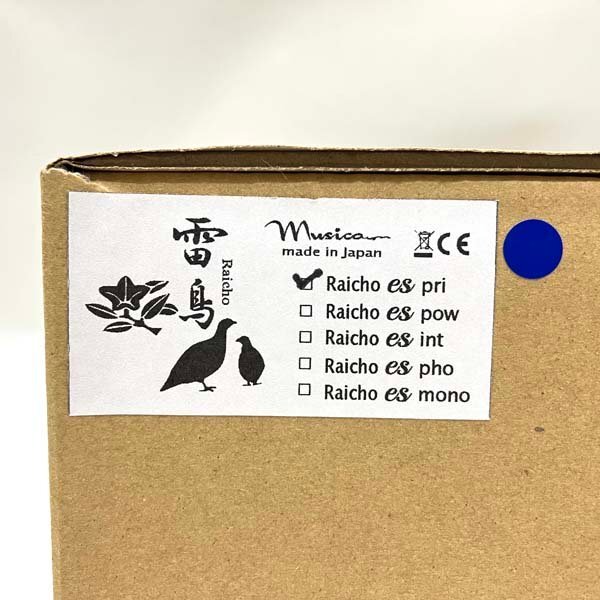 雷鳥
Raicho
Musica
made in Japan
CE
Raicho es pri
Raicho es pow
Raicho es int
Raicho es pho
Raicho es mono